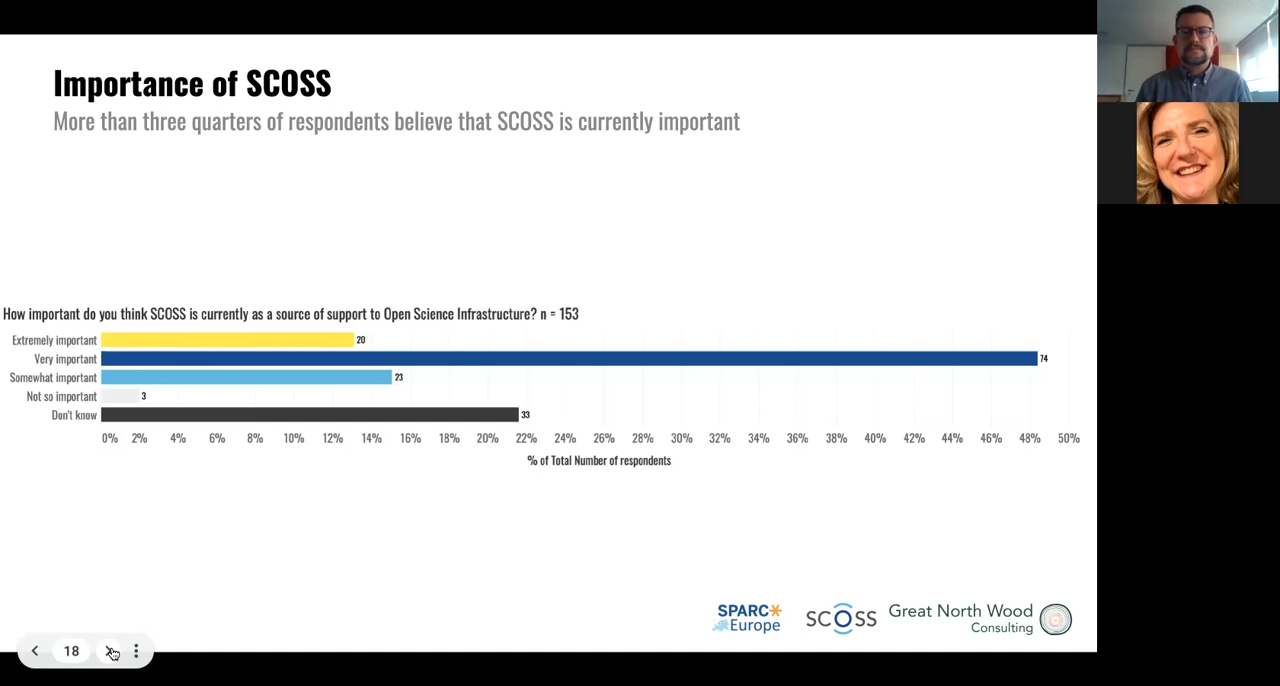 Importance of SCOSS
More than three quarters of respondents believe that SCOSS is currently important
How important do you think SCOSS is currently as a source of support to Open Science Infrastructure? n = 153
Extremely important 20
Very important 74
Somewhat important 23
Not so important 3
Don't know 33
0% 2% 4% 6% 8% 10% 12% 14% 16% 18% 20% 22% 24% 26% 28% 30% 32% 34% 36% 38% 40% 42% 44% 46% 48% 50%
% of Total Number of respondents
SPARC Europe
SCOSS
Great North Wood
Consulting
18